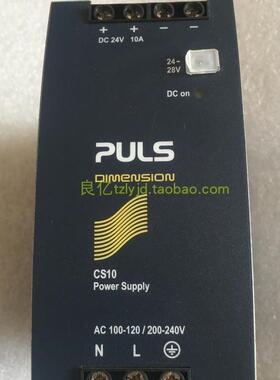 + + − −
DC 24V 10A
24–
28V
DC on
PULS
DIMENSION
良亿tzlyjd.taobao.com
CS10
Power Supply
AC 100-120 / 200-240V
N L